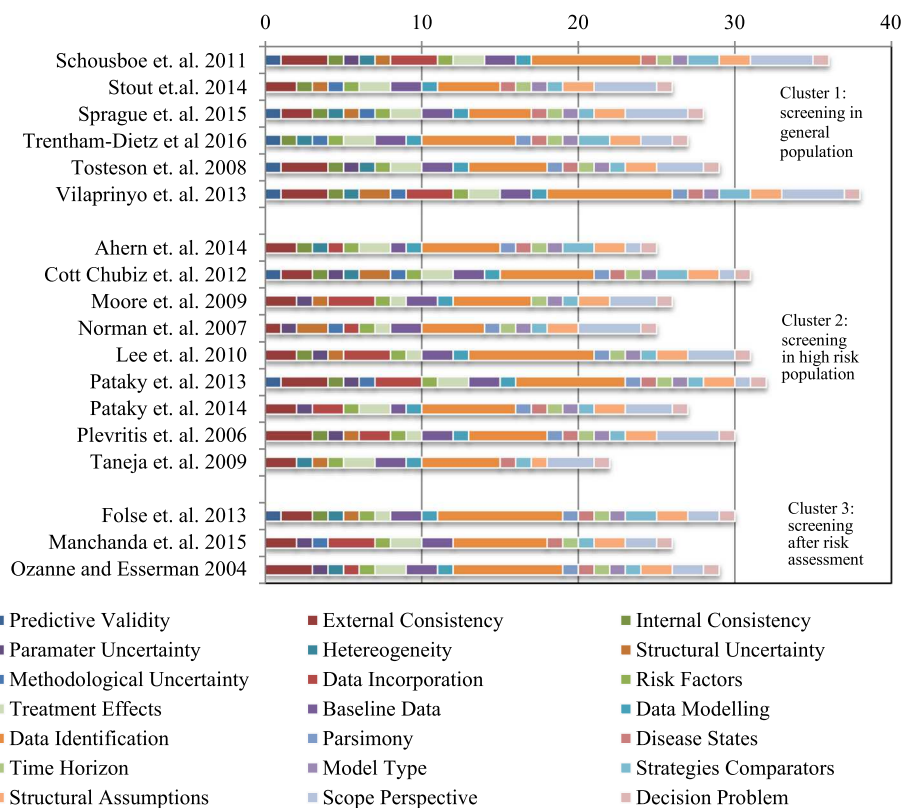 0 10 20 30 40
Schousboe et. al. 2011
Stout et.al. 2014
Sprague et. al. 2015
Trentham-Dietz et al 2016
Tosteson et. al. 2008
Vilaprinyo et. al. 2013
Cluster 1:
screening in
general
population
Ahern et. al. 2014
Cott Chubiz et. al. 2012
Moore et. al. 2009
Norman et. al. 2007
Lee et. al. 2010
Pataky et. al. 2013
Pataky et. al. 2014
Plevritis et. al. 2006
Taneja et. al. 2009
Cluster 2:
screening
in high risk
population
Folse et. al. 2013
Manchanda et. al. 2015
Ozanne and Esserman 2004
Cluster 3:
screening
after risk
assessment
Predictive Validity External Consistency Internal Consistency
Paramater Uncertainty Hetereogeneity Structural Uncertainty
Methodological Uncertainty Data Incorporation Risk Factors
Treatment Effects Baseline Data Data Modelling
Data Identification Parsimony Disease States
Time Horizon Model Type Strategies Comparators
Structural Assumptions Scope Perspective Decision Problem